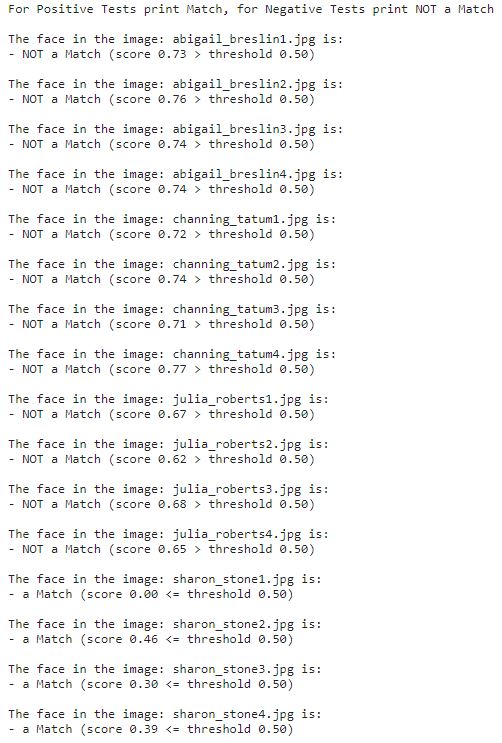 For Positive Tests print Match, for Negative Tests print NOT a Match
The face in the image: abigail_breslin1.jpg is:
- NOT a Match (score 0.73 > threshold 0.50)
The face in the image: abigail_breslin2.jpg is:
- NOT a Match (score 0.76 > threshold 0.50)
The face in the image: abigail_breslin3.jpg is:
- NOT a Match (score 0.74 > threshold 0.50)
The face in the image: abigail_breslin4.jpg is:
- NOT a Match (score 0.74 > threshold 0.50)
The face in the image: channing_tatum1.jpg is:
- NOT a Match (score 0.72 > threshold 0.50)
The face in the image: channing_tatum2.jpg is:
- NOT a Match (score 0.74 > threshold 0.50)
The face in the image: channing_tatum3.jpg is:
- NOT a Match (score 0.71 > threshold 0.50)
The face in the image: channing_tatum4.jpg is:
- NOT a Match (score 0.77 > threshold 0.50)
The face in the image: julia_roberts1.jpg is:
- NOT a Match (score 0.67 > threshold 0.50)
The face in the image: julia_roberts2.jpg is:
- NOT a Match (score 0.62 > threshold 0.50)
The face in the image: julia_roberts3.jpg is:
- NOT a Match (score 0.68 > threshold 0.50)
The face in the image: julia_roberts4.jpg is:
- NOT a Match (score 0.65 > threshold 0.50)
The face in the image: sharon_stone1.jpg is:
- a Match (score 0.00 <= threshold 0.50)
The face in the image: sharon_stone2.jpg is:
- a Match (score 0.46 <= threshold 0.50)
The face in the image: sharon_stone3.jpg is:
- a Match (score 0.30 <= threshold 0.50)
The face in the image: sharon_stone4.jpg is:
- a Match (score 0.39 <= threshold 0.50)